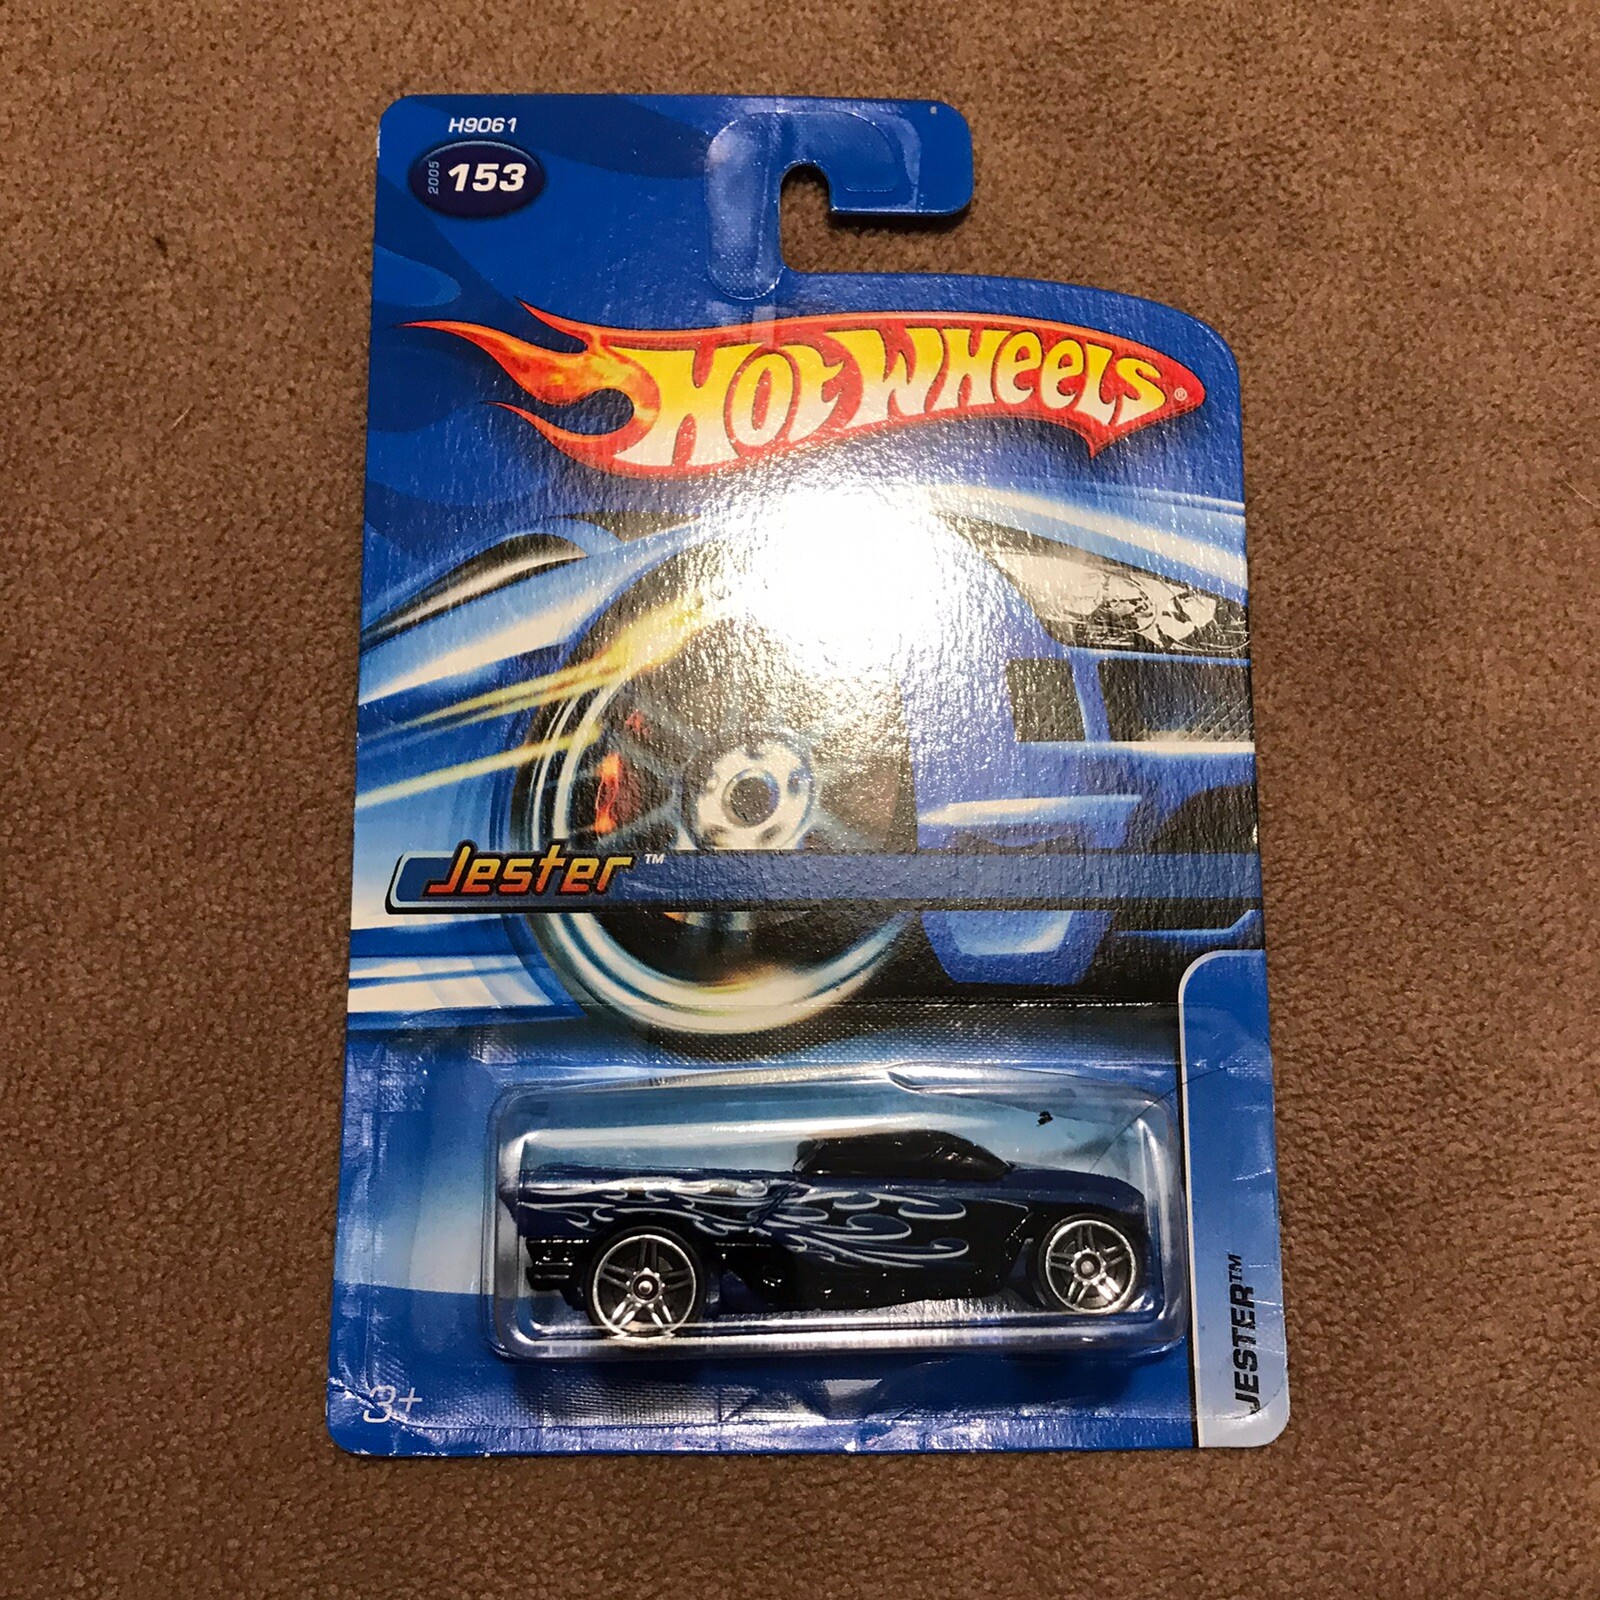 H9061
2005
153
HOT WHEELS®
Jester™
JESTER™
3+